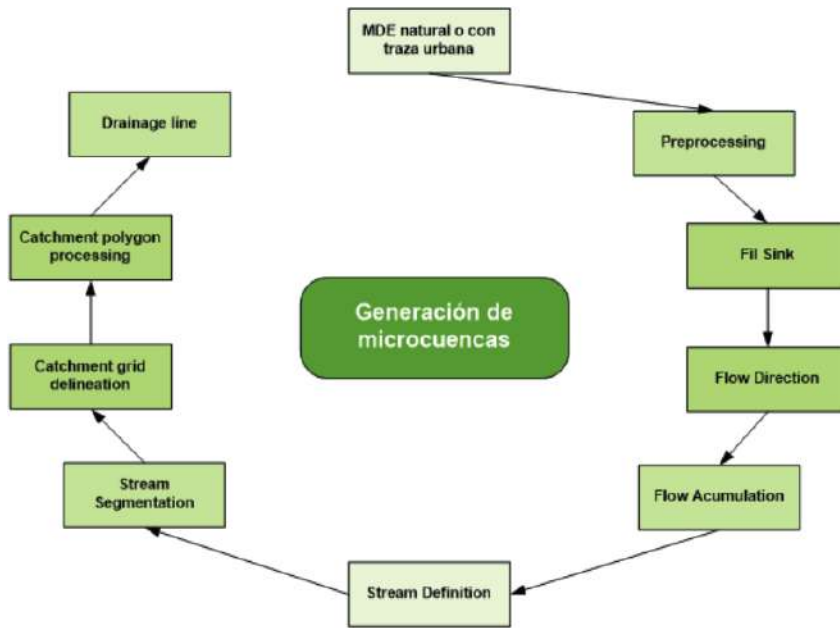 MDE natural o con
traza urbana
Preprocessing
Fil Sink
Flow Direction
Flow Acumulation
Stream Definition
Stream
Segmentation
Catchment grid
delineation
Catchment polygon
processing
Drainage line
Generación de
microcuencas